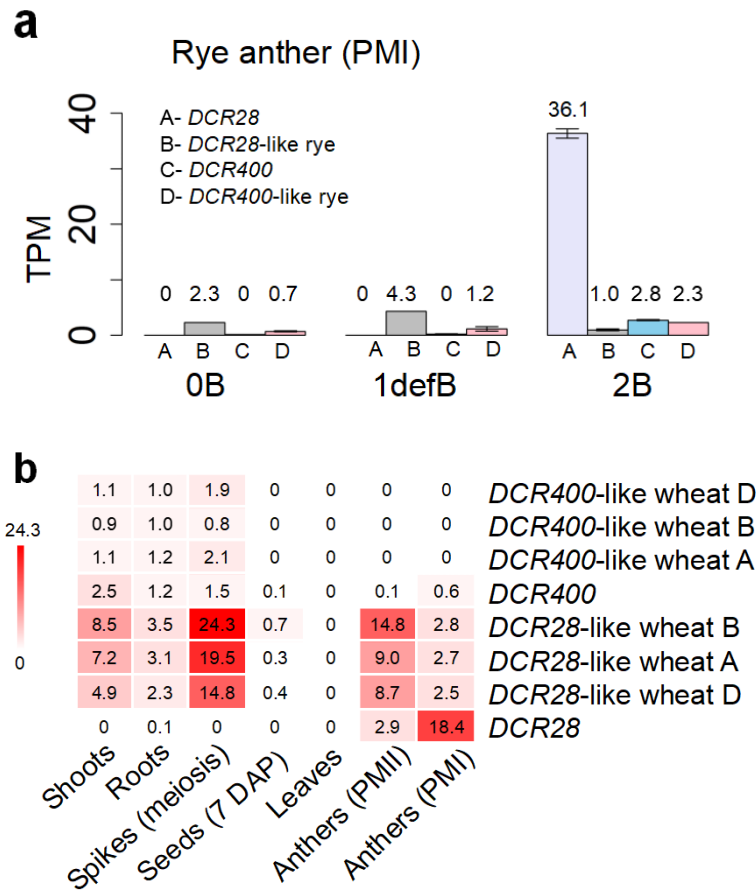 a
Rye anther (PMI)
A- DCR28
B- DCR28-like rye
C- DCR400
D- DCR400-like rye
TPM
0 20 40
0 2.3 0 0.7
0 4.3 0 1.2
36.1 1.0 2.8 2.3
A B C D
A B C D
A B C D
0B 1defB 2B
b
24.3
0
1.1 1.0 1.9 0 0 0 0 DCR400-like wheat D
0.9 1.0 0.8 0 0 0 0 DCR400-like wheat B
1.1 1.2 2.1 0 0 0 0 DCR400-like wheat A
2.5 1.2 1.5 0.1 0 0.1 0.6 DCR400
8.5 3.5 24.3 0.7 0 14.8 2.8 DCR28-like wheat B
7.2 3.1 19.5 0.3 0 9.0 2.7 DCR28-like wheat A
4.9 2.3 14.8 0.4 0 8.7 2.5 DCR28-like wheat D
0 0.1 0 0 0 2.9 18.4 DCR28
Shoots
Roots
Spikes (meiosis)
Seeds (7 DAP)
Leaves
Anthers (PMII)
Anthers (PMI)